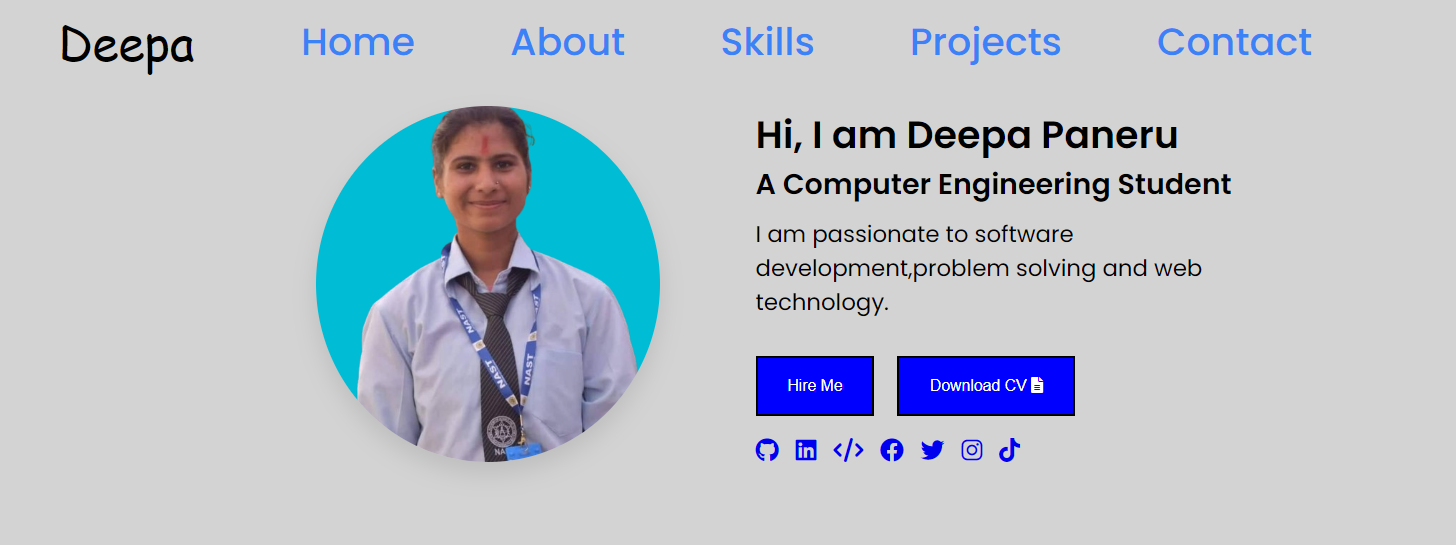 Deepa Home About Skills Projects Contact
Hi, I am Deepa Paneru
A Computer Engineering Student
I am passionate to software
development,problem solving and web
technology.
Hire Me Download CV
NAST
NAST
NAST